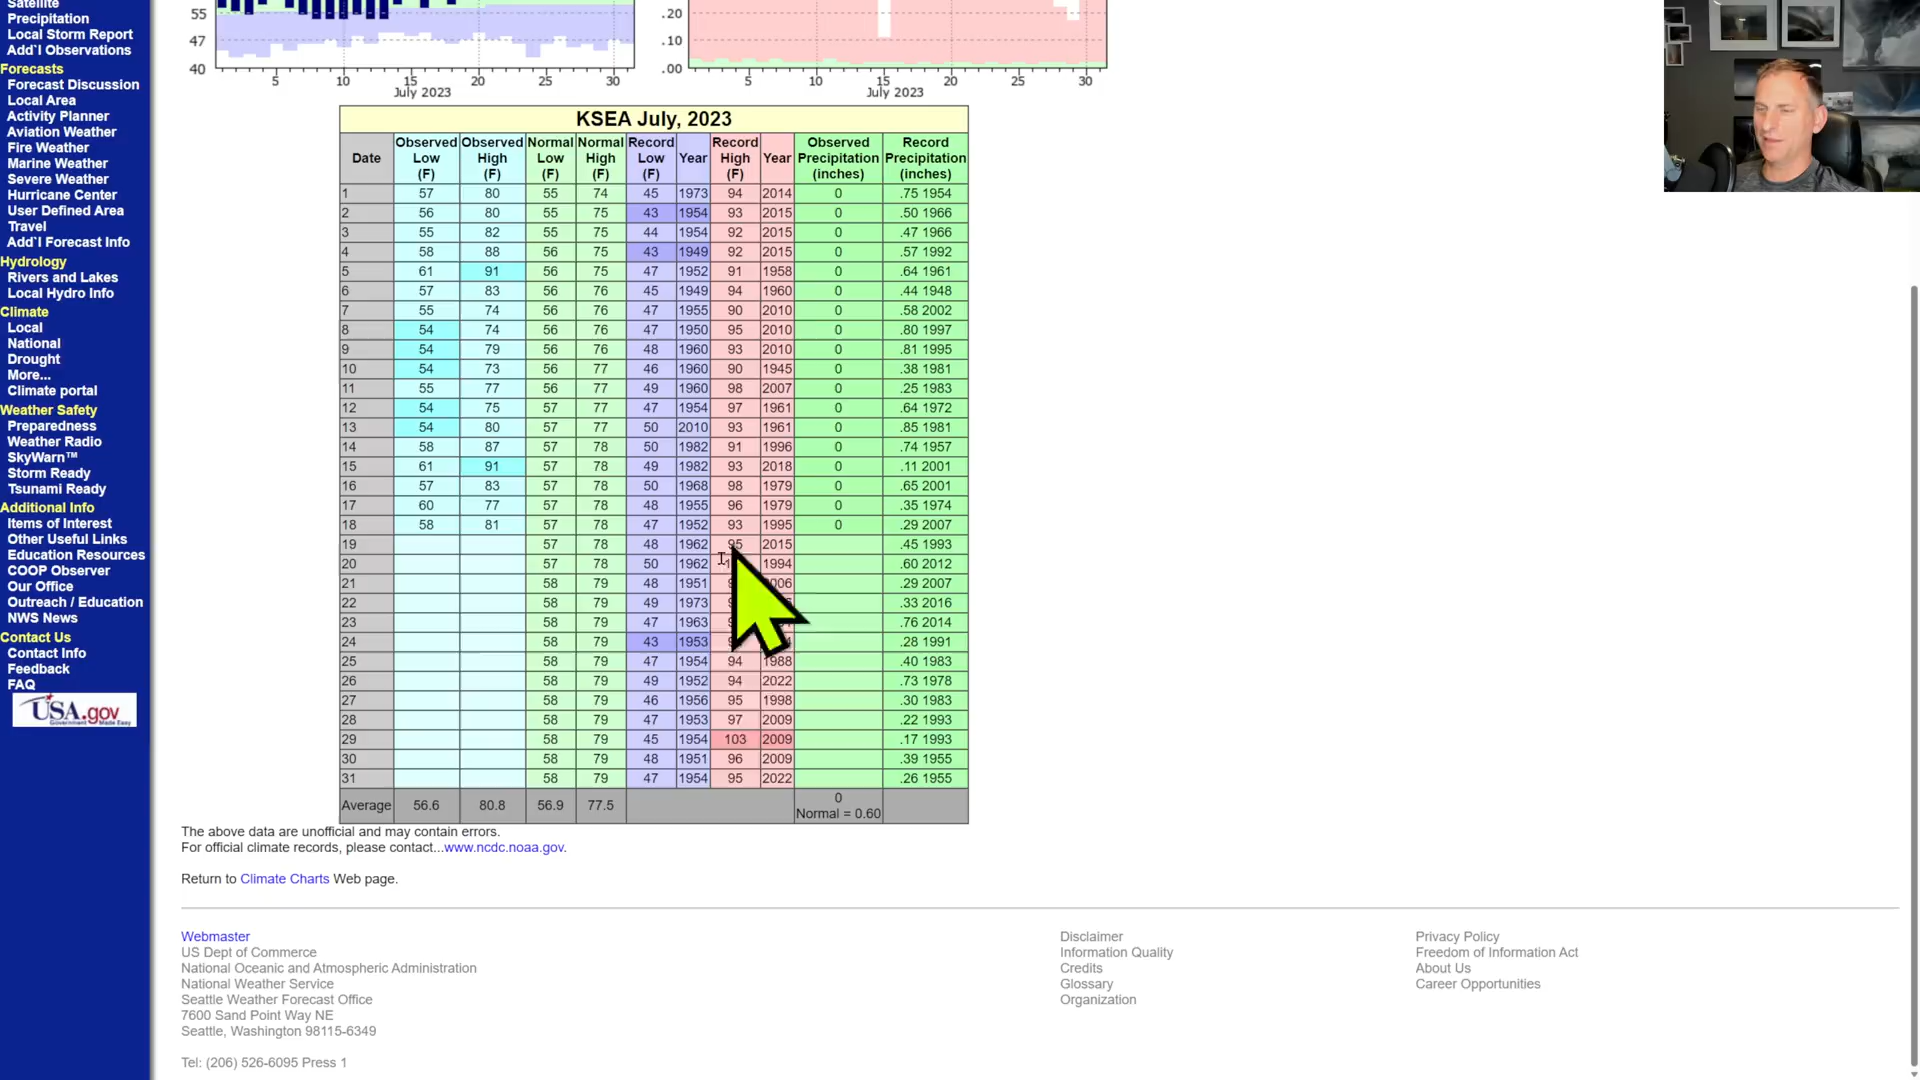 Satellite
Precipitation
Local Storm Report
Add`l Observations
Forecasts
Forecast Discussion
Local Area
Activity Planner
Aviation Weather
Fire Weather
Marine Weather
Severe Weather
Hurricane Center
User Defined Area
Travel
Add`l Forecast Info
Hydrology
Rivers and Lakes
Local Hydro Info
Climate
Local
National
Drought
More...
Climate portal
Weather Safety
Preparedness
Weather Radio
SkyWarn™
Storm Ready
Tsunami Ready
Additional Info
Items of Interest
Other Useful Links
Education Resources
COOP Observer
Our Office
Outreach / Education
NWS News
Contact Us
Contact Info
Feedback
FAQ
USA.gov
55
47
40
5 10 15 20 25 30
July 2023
.20
.10
.00
5 10 15 20 25 30
July 2023
KSEA July, 2023
Date Observed Low (F) Observed High (F) Normal Low (F) Normal High (F) Record Low (F) Year Record High (F) Year Observed Precipitation (inches) Record Precipitation (inches)
1 57 80 55 74 45 1973 94 2014 0 .75 1954
2 56 80 55 75 43 1954 93 2015 0 .50 1966
3 55 82 55 75 44 1954 92 2015 0 .47 1966
4 58 88 56 75 43 1949 92 2015 0 .57 1992
5 61 91 56 75 47 1952 91 1958 0 .64 1961
6 57 83 56 76 45 1949 94 1960 0 .44 1948
7 55 74 56 76 47 1955 90 2010 0 .58 2002
8 54 74 56 76 47 1950 95 2010 0 .80 1997
9 54 79 56 76 48 1960 93 2010 0 .81 1995
10 54 73 56 77 46 1960 90 1945 0 .38 1981
11 55 77 56 77 49 1960 98 2007 0 .25 1983
12 54 75 57 77 47 1954 97 1961 0 .64 1972
13 54 80 57 77 50 2010 93 1961 0 .85 1981
14 58 87 57 78 50 1982 91 1996 0 .74 1957
15 61 91 57 78 49 1982 93 2018 0 .11 2001
16 57 83 57 78 50 1968 98 1979 0 .65 2001
17 60 77 57 78 48 1955 96 1979 0 .35 1974
18 58 81 57 78 47 1952 93 1995 0 .29 2007
19 57 78 48 1962 95 2015 .45 1993
20 57 78 50 1962 1994 .60 2012
21 58 79 48 1951 .29 2007
22 58 79 49 1973 .33 2016
23 58 79 47 1963 .76 2014
24 58 79 43 1953 .28 1991
25 58 79 47 1954 94 1988 .40 1983
26 58 79 49 1952 94 2022 .73 1978
27 58 79 46 1956 95 1998 .30 1983
28 58 79 47 1953 97 2009 .22 1993
29 58 79 45 1954 103 2009 .17 1993
30 58 79 48 1951 96 2009 .39 1955
31 58 79 47 1954 95 2022 .26 1955
Average 56.6 80.8 56.9 77.5 0
Normal = 0.60
The above data are unofficial and may contain errors.
For official climate records, please contact...www.ncdc.noaa.gov.
Return to Climate Charts Web page.
Webmaster
US Dept of Commerce
National Oceanic and Atmospheric Administration
National Weather Service
Seattle Weather Forecast Office
7600 Sand Point Way NE
Seattle, Washington 98115-6349
Tel: (206) 526-6095 Press 1
Disclaimer
Information Quality
Credits
Glossary
Organization
Privacy Policy
Freedom of Information Act
About Us
Career Opportunities